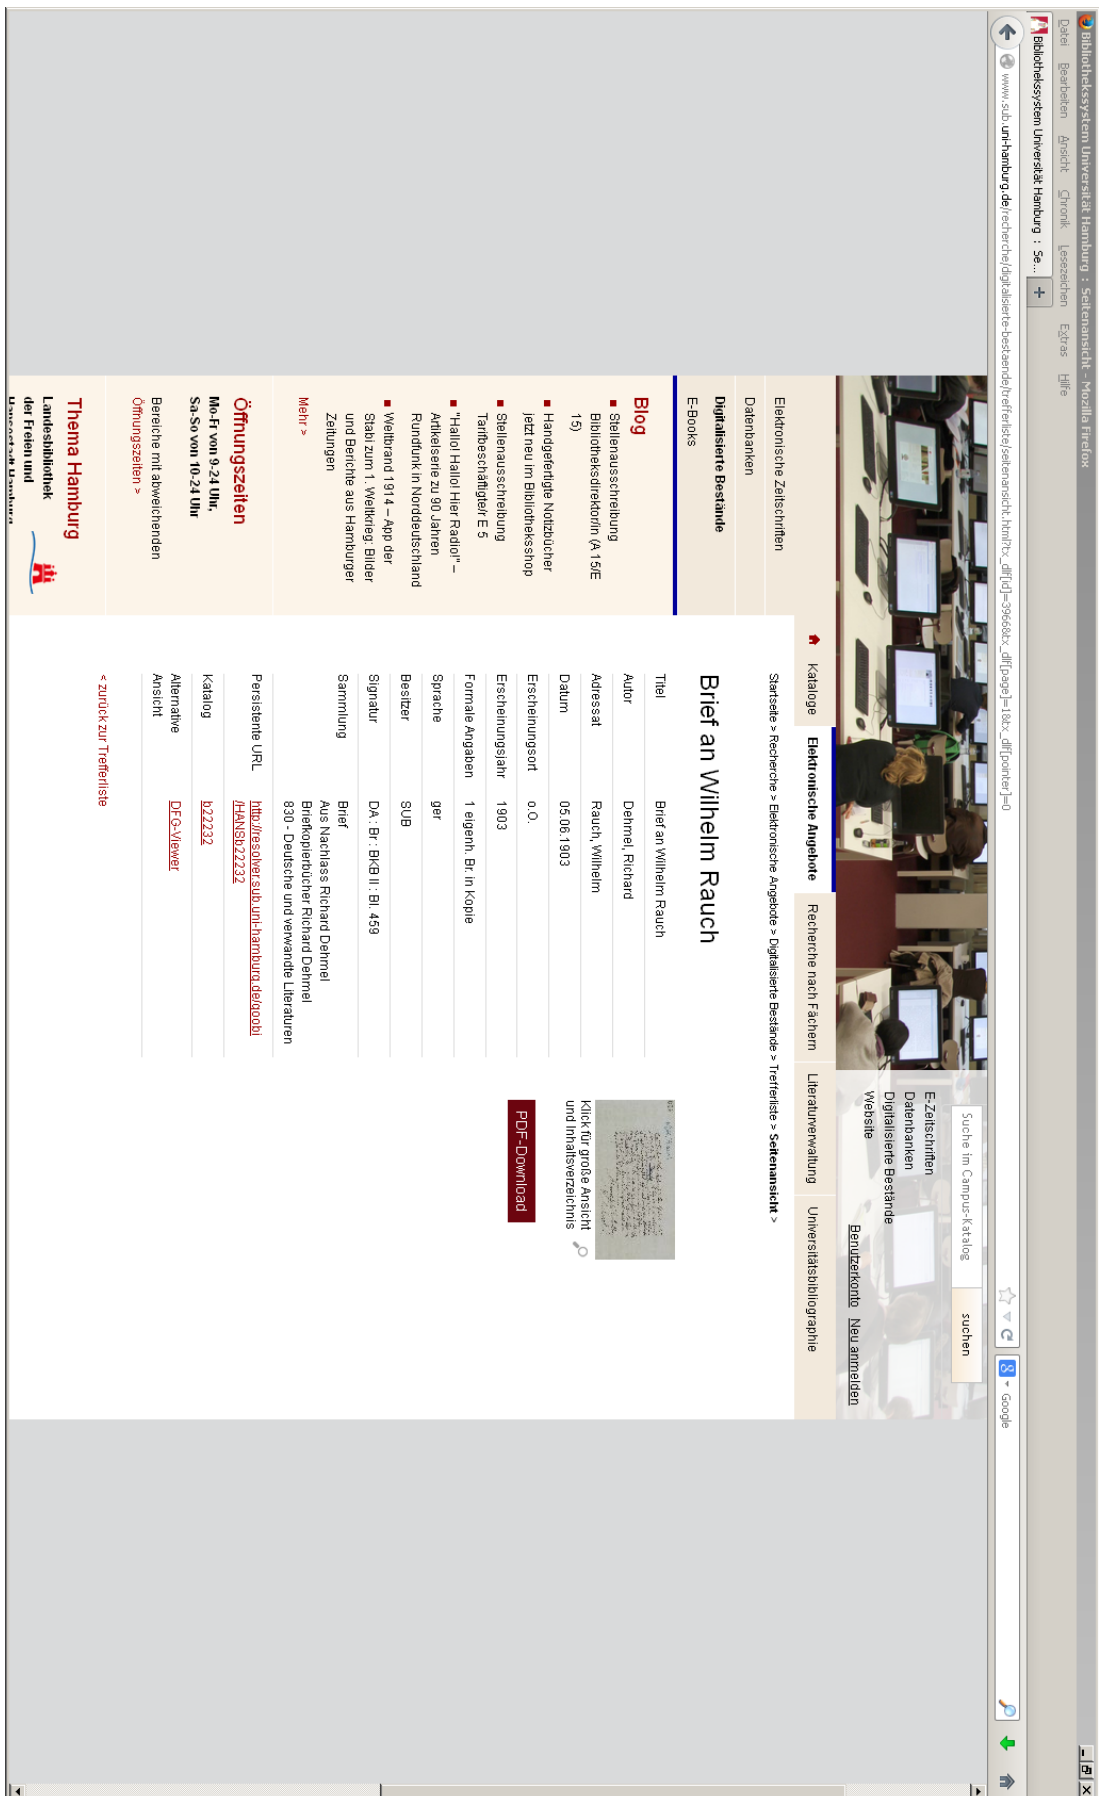 Bibliothekssystem Universität Hamburg : Seitenansicht - Mozilla Firefox
Datei Bearbeiten Ansicht Chronik Lesezeichen Extras Hilfe
Bibliothekssystem Universität Hamburg : Se...
www.sub.uni-hamburg.de/recherche/digitalisierte-bestaende/trefferliste/seitenansicht.html?tx_dlf[id]=3966&tx_dlf[page]=1&tx_dlf[pointer]=0
Google
Suche im Campus-Katalog
suchen
E-Zeitschriften
Datenbanken
Digitalisierte Bestände
Website
Benutzerkonto Neu anmelden
Kataloge Elektronische Angebote Recherche nach Fächern Literaturverwaltung Universitätsbibliographie
Elektronische Zeitschriften
Datenbanken
Digitalisierte Bestände
E-Books
Blog
Stellenausschreibung
Bibliotheksdirektor/in (A 15/E
15)
Handgefertigte Notizbücher
jetzt neu im Bibliotheksshop
Stellenausschreibung
Tarifbeschäftigte/r E 5
"Hallo! Hallo! Hier Radio!" –
Artikelserie zu 90 Jahren
Rundfunk in Norddeutschland
Weltbrand 1914 – App der
Stabi zum 1. Weltkrieg: Bilder
und Berichte aus Hamburger
Zeitungen
Mehr >
Öffnungszeiten
Mo-Fr von 9-24 Uhr,
Sa-So von 10-24 Uhr
Bereiche mit abweichenden
Öffnungszeiten >
Thema Hamburg
Landesbibliothek
der Freien und
Hansestadt Hamburg
Startseite > Recherche > Elektronische Angebote > Digitalisierte Bestände > Trefferliste > Seitenansicht >
Brief an Wilhelm Rauch
Titel Brief an Wilhelm Rauch
Autor Dehmel, Richard
Adressat Rauch, Wilhelm
Datum 05.06.1903
Erscheinungsort o.O.
Erscheinungsjahr 1903
Formale Angaben 1 eigenh. Br. in Kopie
Sprache ger
Besitzer SUB
Signatur DA : Br : BKB II : Bl. 459
Sammlung Brief
Aus Nachlass Richard Dehmel
Briefkopierbücher Richard Dehmel
830 - Deutsche und verwandte Literaturen
Persistente URL http://resolver.sub.uni-hamburg.de/goobi
/HANSb22232
Katalog b22232
Alternative DFG-Viewer
Ansicht
< zurück zur Trefferliste
Klick für große Ansicht
und Inhaltsverzeichnis
PDF-Download